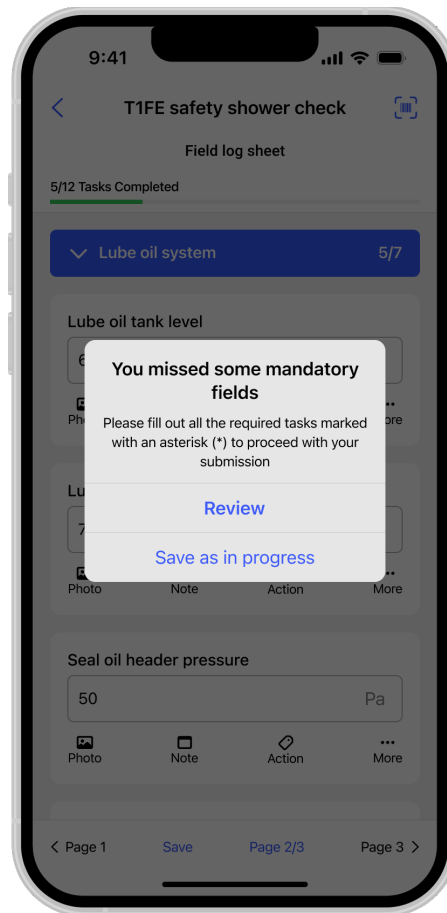 9:41
T1FE safety shower check
Field log sheet
5/12 Tasks Completed
Lube oil system 5/7
Lube oil tank level
You missed some mandatory
fields
Please fill out all the required tasks marked
with an asterisk (*) to proceed with your
submission
Review
Save as in progress
Photo Note Action More
Seal oil header pressure
50 Pa
Photo Note Action More
< Page 1 Save Page 2/3 Page 3 >